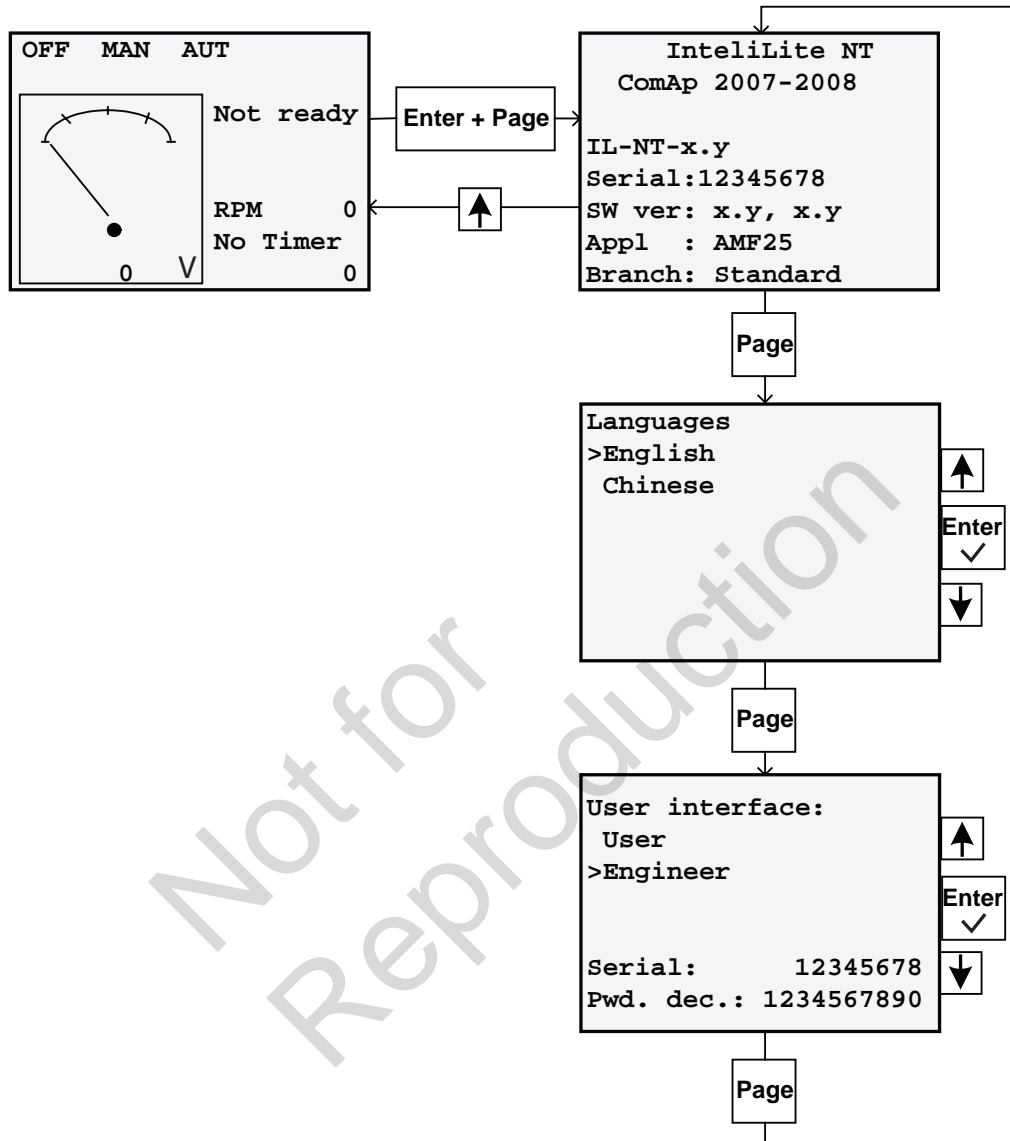 OFF MAN AUT
Not ready
RPM 0
No Timer
0 V 0
Enter + Page
InteliLite NT
ComAp 2007-2008
IL-NT-x.y
Serial:12345678
SW ver: x.y, x.y
Appl : AMF25
Branch: Standard
Page
Languages
>English
Chinese
Enter
Page
User interface:
User
>Engineer
Enter
Serial: 12345678
Pwd. dec.: 1234567890
Page
Not for
Reproduction